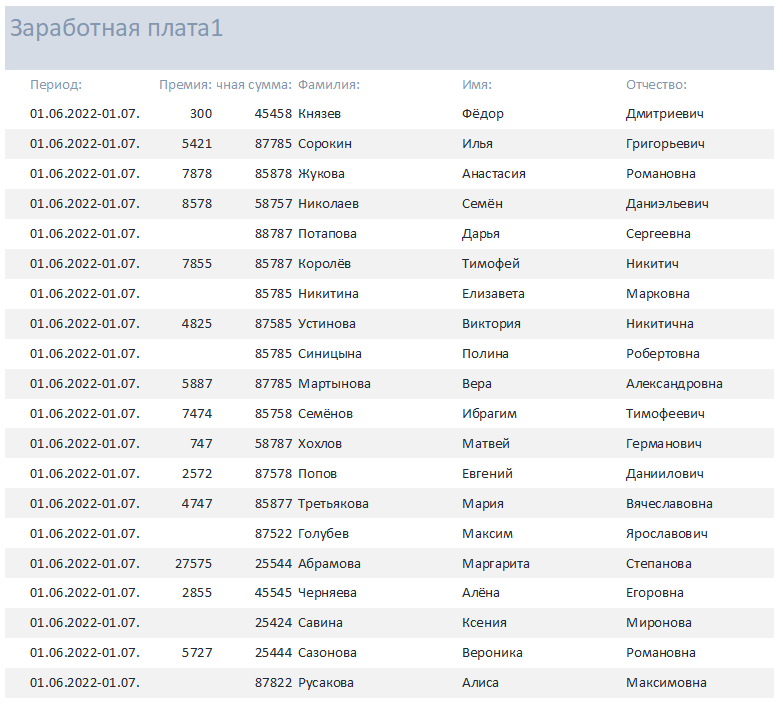 Заработная плата1
Период: Премия: чная сумма: Фамилия: Имя: Отчество:
01.06.2022-01.07. 300 45458 Князев Фёдор Дмитриевич
01.06.2022-01.07. 5421 87785 Сорокин Илья Григорьевич
01.06.2022-01.07. 7878 85878 Жукова Анастасия Романовна
01.06.2022-01.07. 8578 58757 Николаев Семён Даниэльевич
01.06.2022-01.07. 88787 Потапова Дарья Сергеевна
01.06.2022-01.07. 7855 85787 Королёв Тимофей Никитич
01.06.2022-01.07. 85785 Никитина Елизавета Марковна
01.06.2022-01.07. 4825 87585 Устинова Виктория Никитична
01.06.2022-01.07. 85785 Синицына Полина Робертовна
01.06.2022-01.07. 5887 87785 Мартынова Вера Александровна
01.06.2022-01.07. 7474 85758 Семёнов Ибрагим Тимофеевич
01.06.2022-01.07. 747 58787 Хохлов Матвей Германович
01.06.2022-01.07. 2572 87578 Попов Евгений Даниилович
01.06.2022-01.07. 4747 85877 Третьякова Мария Вячеславовна
01.06.2022-01.07. 87522 Голубев Максим Ярославович
01.06.2022-01.07. 27575 25544 Абрамова Маргарита Степанова
01.06.2022-01.07. 2855 45545 Черняева Алёна Егоровна
01.06.2022-01.07. 25424 Савина Ксения Миронова
01.06.2022-01.07. 5727 25444 Сазонова Вероника Романовна
01.06.2022-01.07. 87822 Русакова Алиса Максимовна